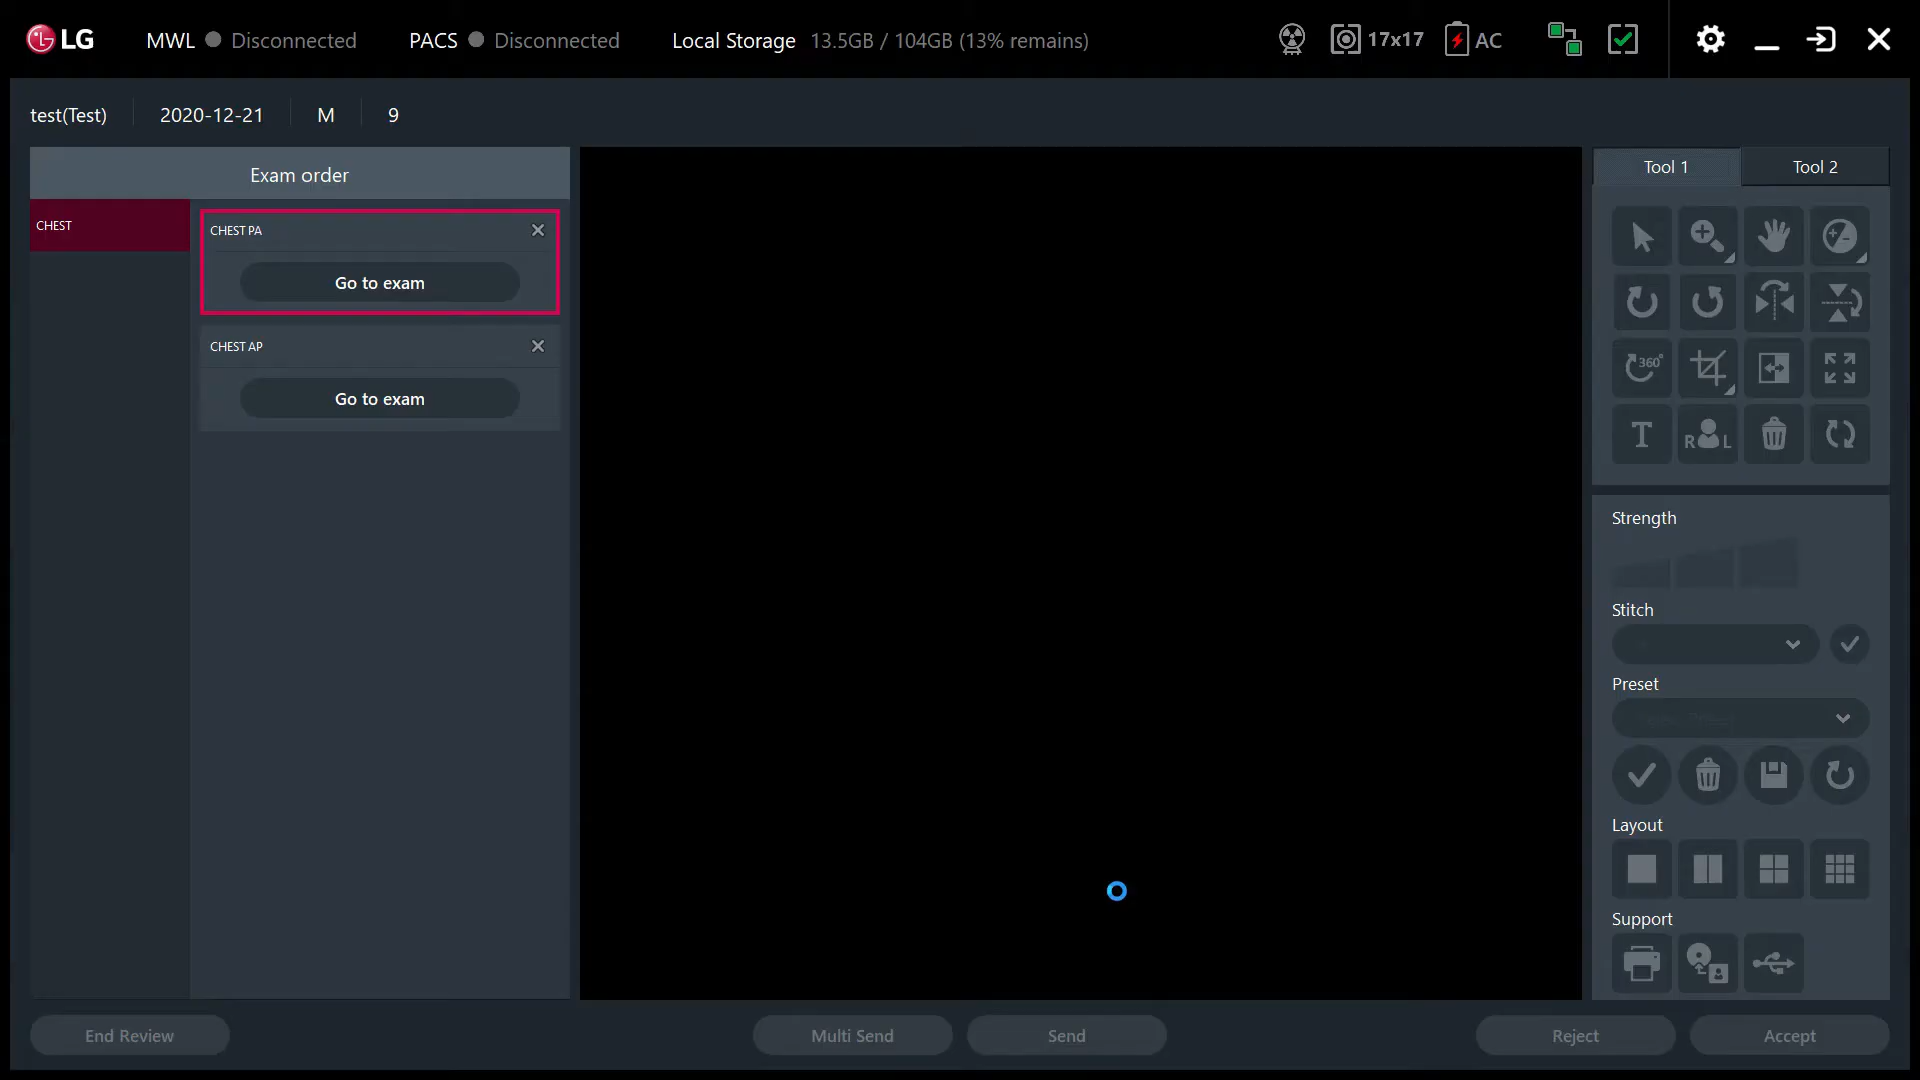 LG MWL Disconnected PACS Disconnected Local Storage 13.5GB / 104GB (13% remains) 17x17 AC
test(Test) 2020-12-21 M 9
Exam order
CHEST
CHEST PA
Go to exam
CHEST AP
Go to exam
Tool 1 Tool 2
360°
T R L
Strength
Stitch
Preset
Layout
Support
End Review Multi Send Send Reject Accept